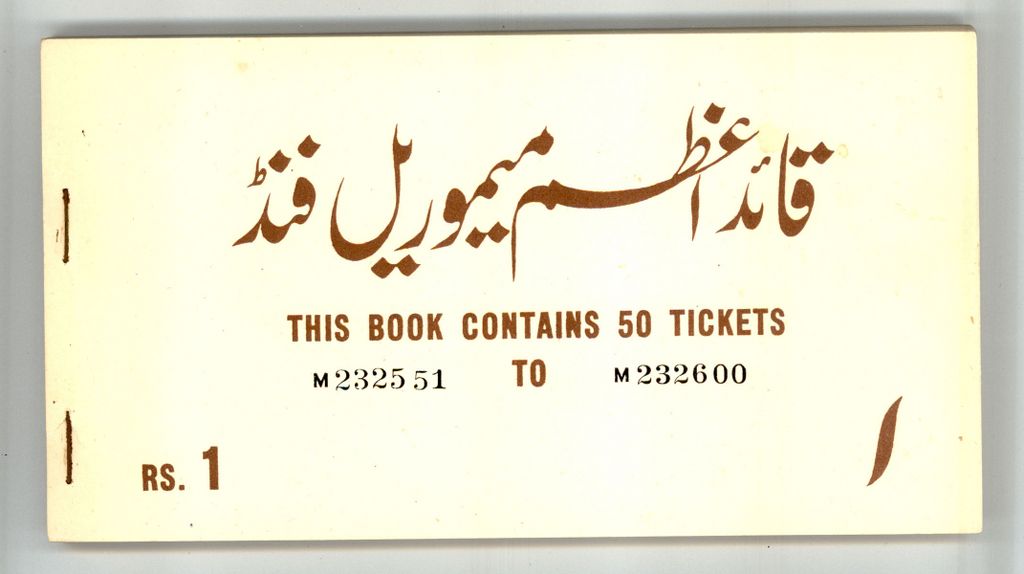 قائد اعظم میموریل فنڈ
THIS BOOK CONTAINS 50 TICKETS
M232551 TO M232600
RS. 1 ۱